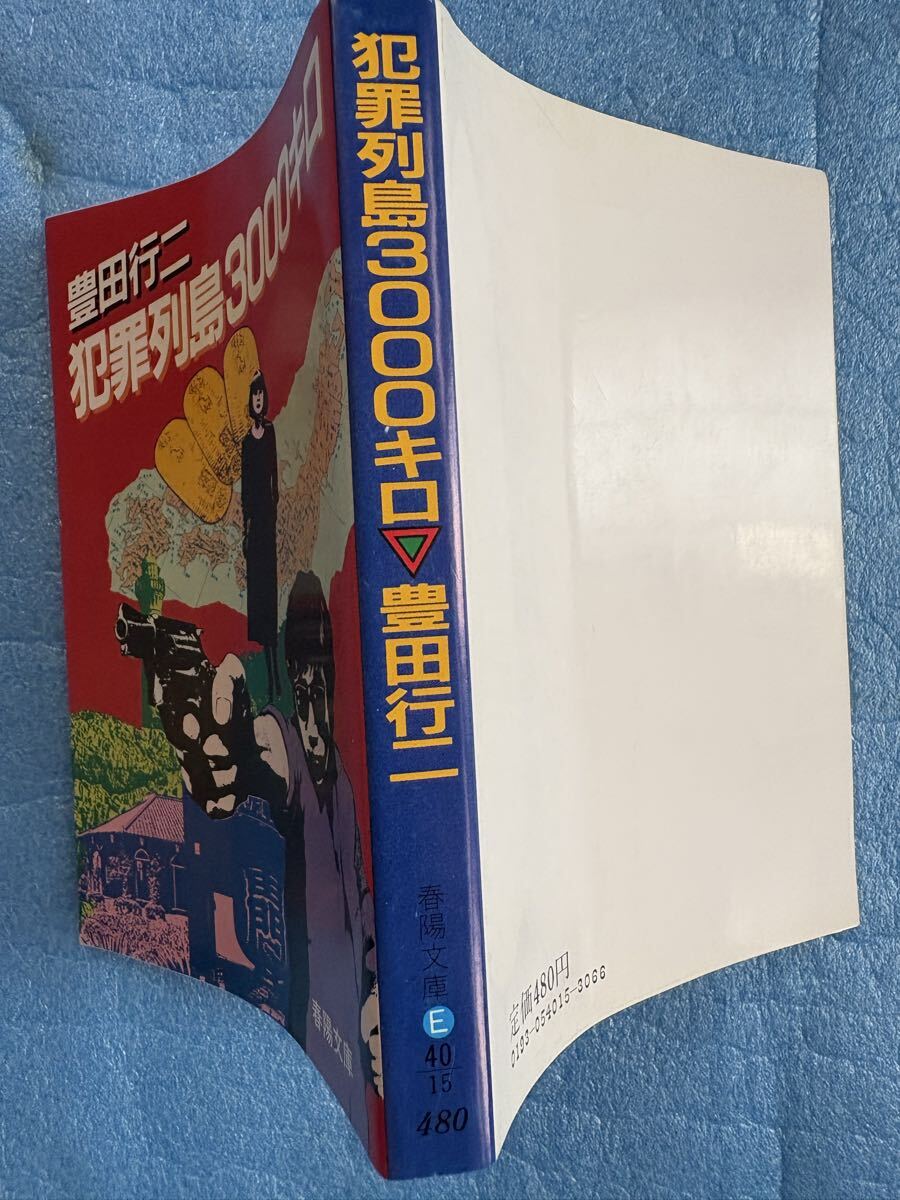 豊田行二
犯罪列島3000キロ
春陽文庫
犯罪列島3000キロ
豊田行二
春陽文庫
E
40
15
480
定価480円
0193-054015-3066